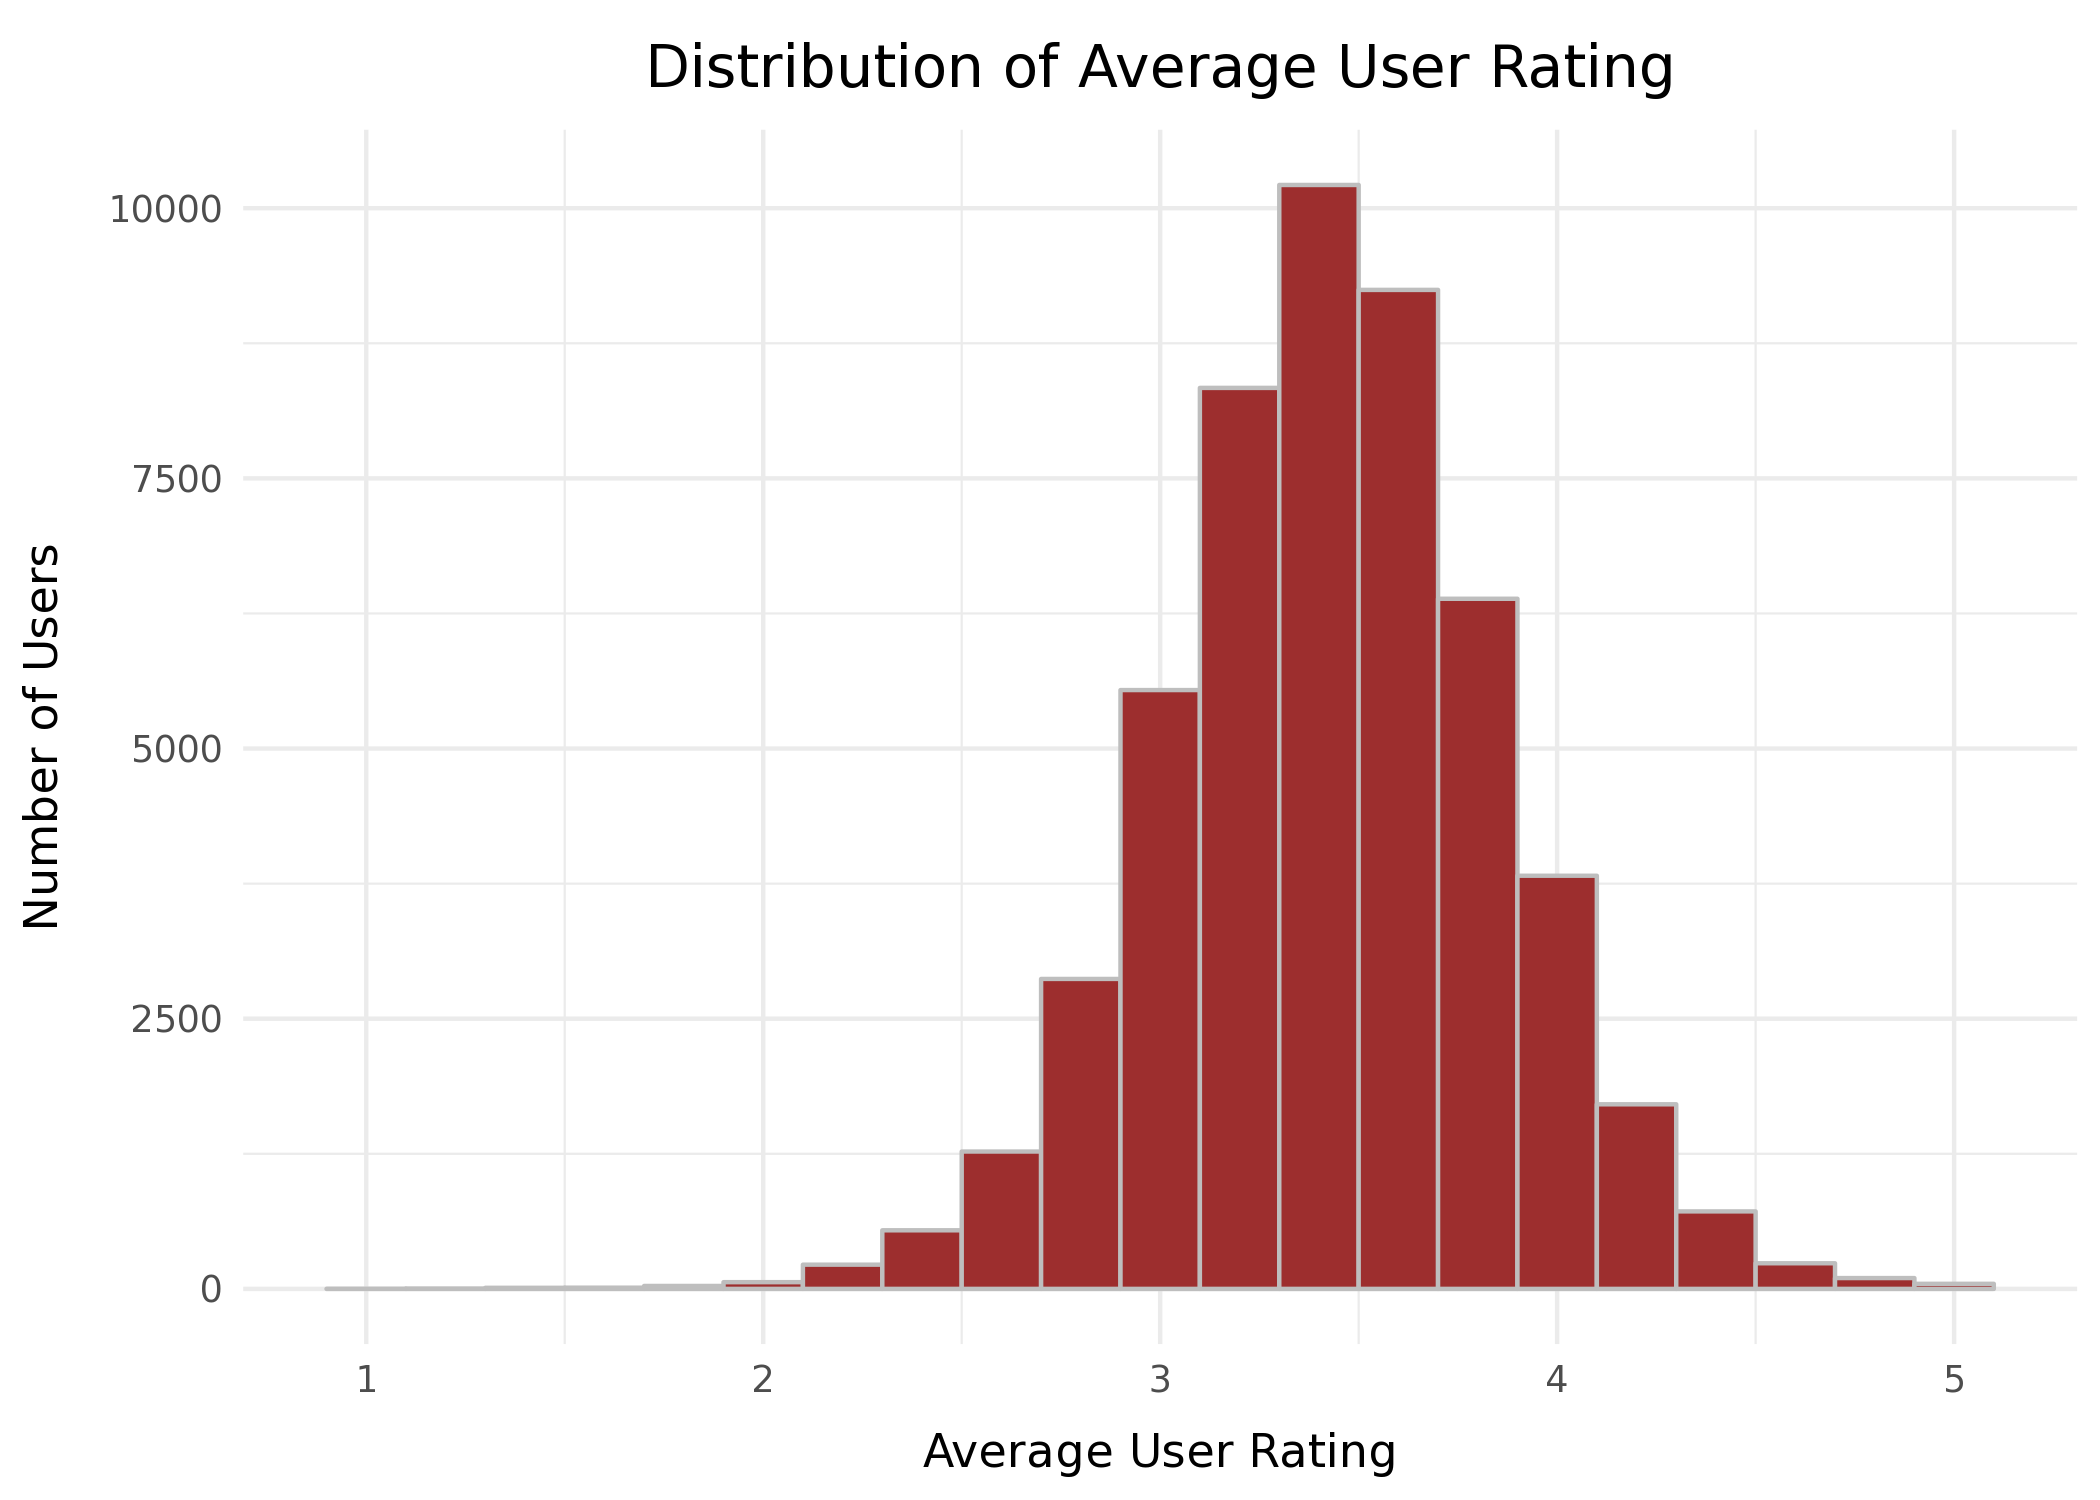 Distribution of Average User Rating
10000
7500
5000
2500
0
Number of Users
1 2 3 4 5
Average User Rating